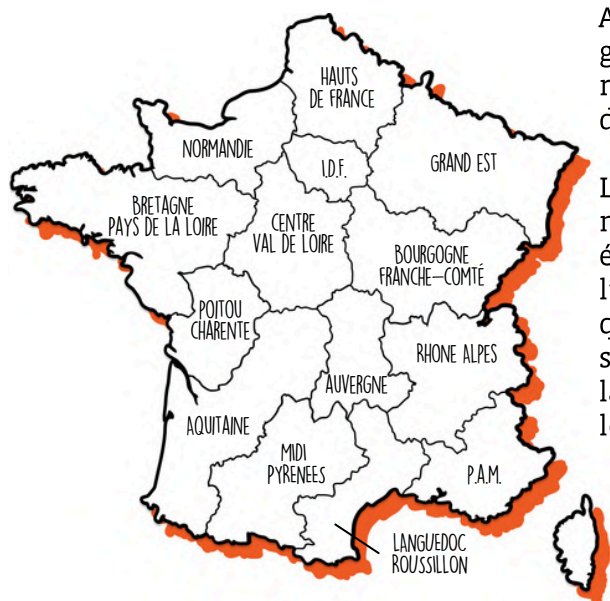 HAUTS
DE FRANCE
NORMANDIE
I.D.F.
GRAND EST
BRETAGNE
PAYS DE LA LOIRE
CENTRE
VAL DE LOIRE
BOURGOGNE
FRANCHE-COMTÉ
POITOU
CHARENTE
RHONE ALPES
AUVERGNE
AQUITAINE
MIDI
PYRENEES
P.A.M.
LANGUEDOC
ROUSSILLON